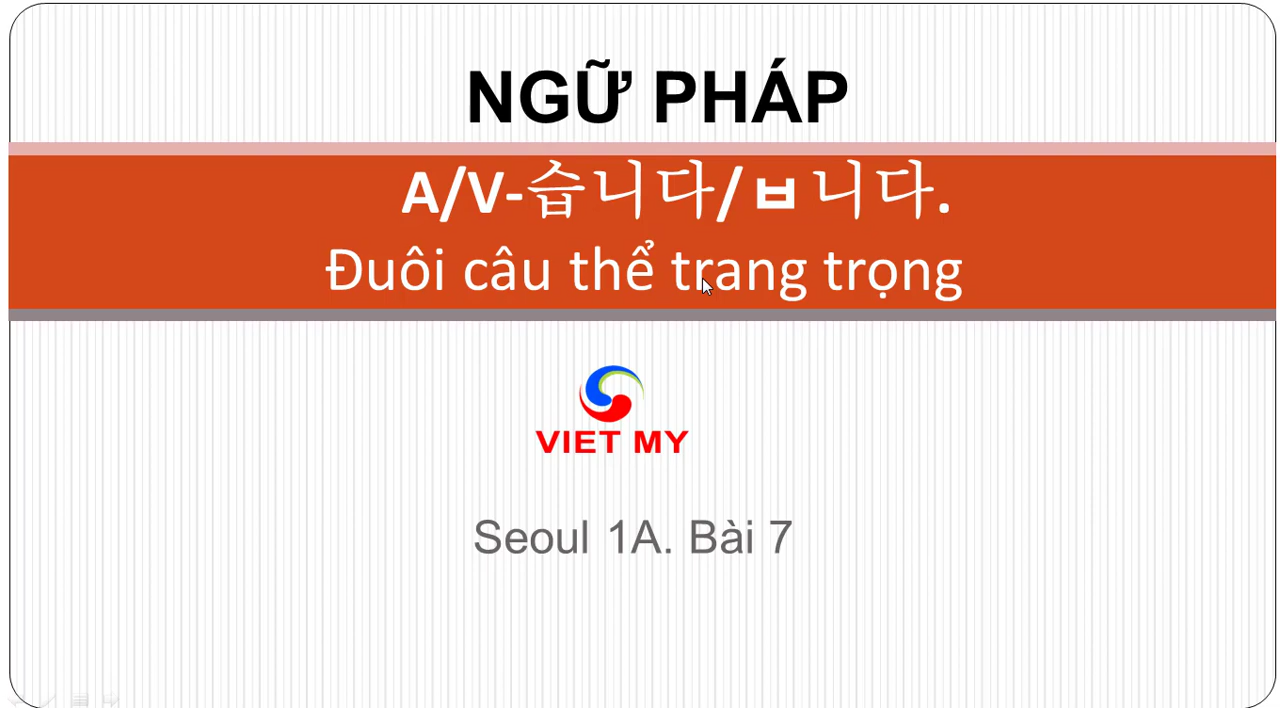 NGỮ PHÁP
A/V-습니다/ㅂ니다.
Đuôi câu thể trang trọng
VIET MY
Seoul 1A. Bài 7